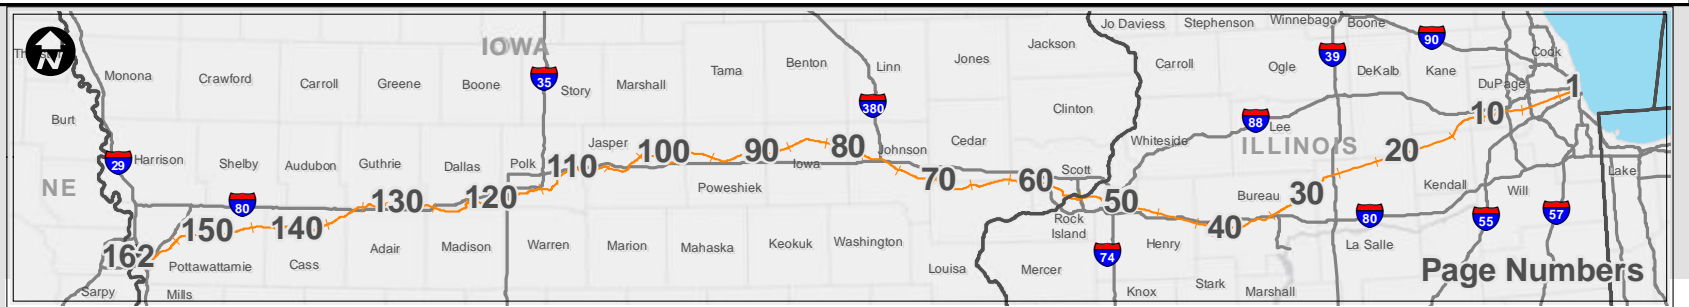 Jo Daviess Stephenson Winnebago Boone
N IOWA Jackson 90 Cock
Monona Crawford Carroll Greene Boone 35 Story Marshall Tama Benton Linn Jones Carroll Ogle 39 DeKalb Kane
DuPage 1
Burt 380 Clinton 88 Lee 10
Jasper Cedar Whiteside ILLINOIS
29 Harrison Shelby Audubon Guthrie Dallas Polk 110 100 90 80 Iowa Johnson 20
NE 80 130 120 Poweshiek 70 60 Scott 50 Bureau 30 Kendall Will Lake
162 150 140 Adair Madison Warren Marion Mahaska Keokuk Washington Rock
Island
Henry 40 La Salle 80 55 57
Pottawattamie Cass Louisa Mercer 74 Stark Page Numbers
Sarpy Mills Knox Marshall